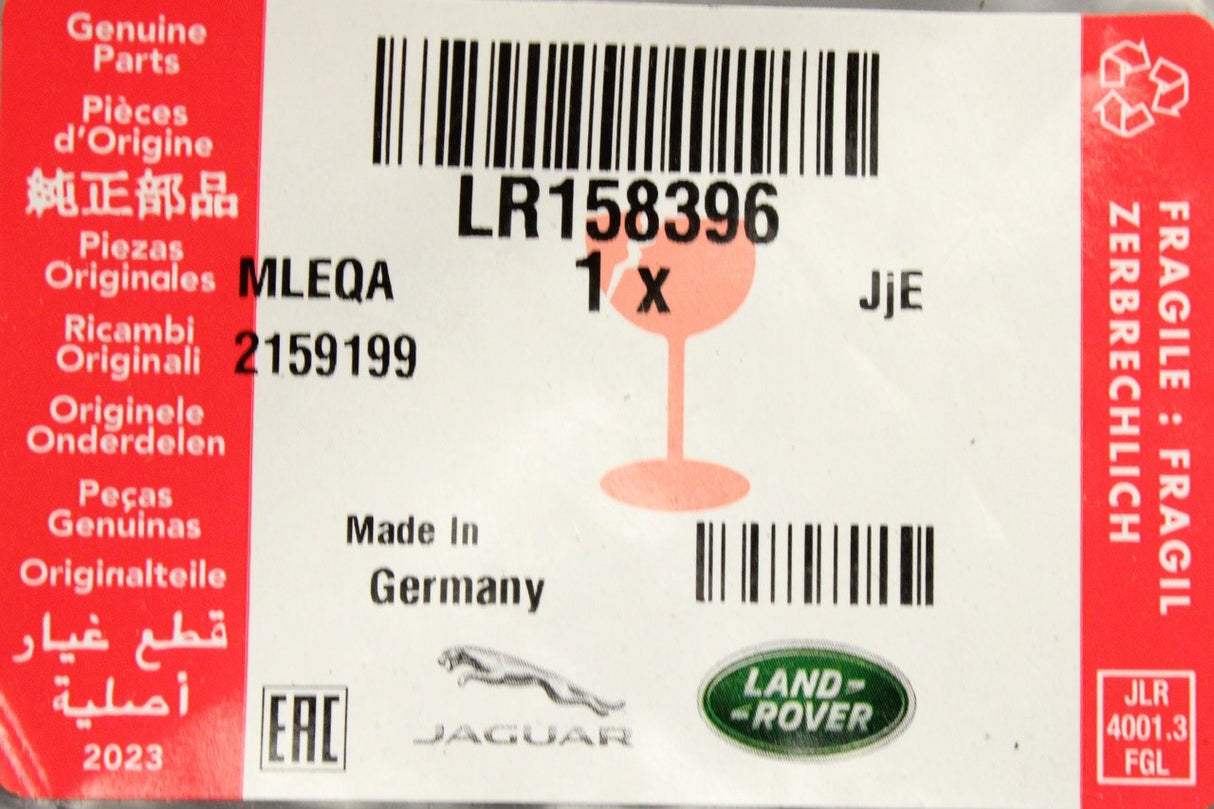 Genuine
Parts
Pièces
d'Origine
純正部品
Piezas
Originales
Ricambi
Originali
Originele
Onderdelen
Peças
Genuinas
Originalteile
قطع غيار
أصلية
2023
LR158396
MLEQA
1 x
JjE
2159199
Made In
Germany
EAC
JAGUAR
LAND-
-ROVER
FRAGILE : FRAGIL
ZERBRECHLICH
JLR
4001.3
FGL